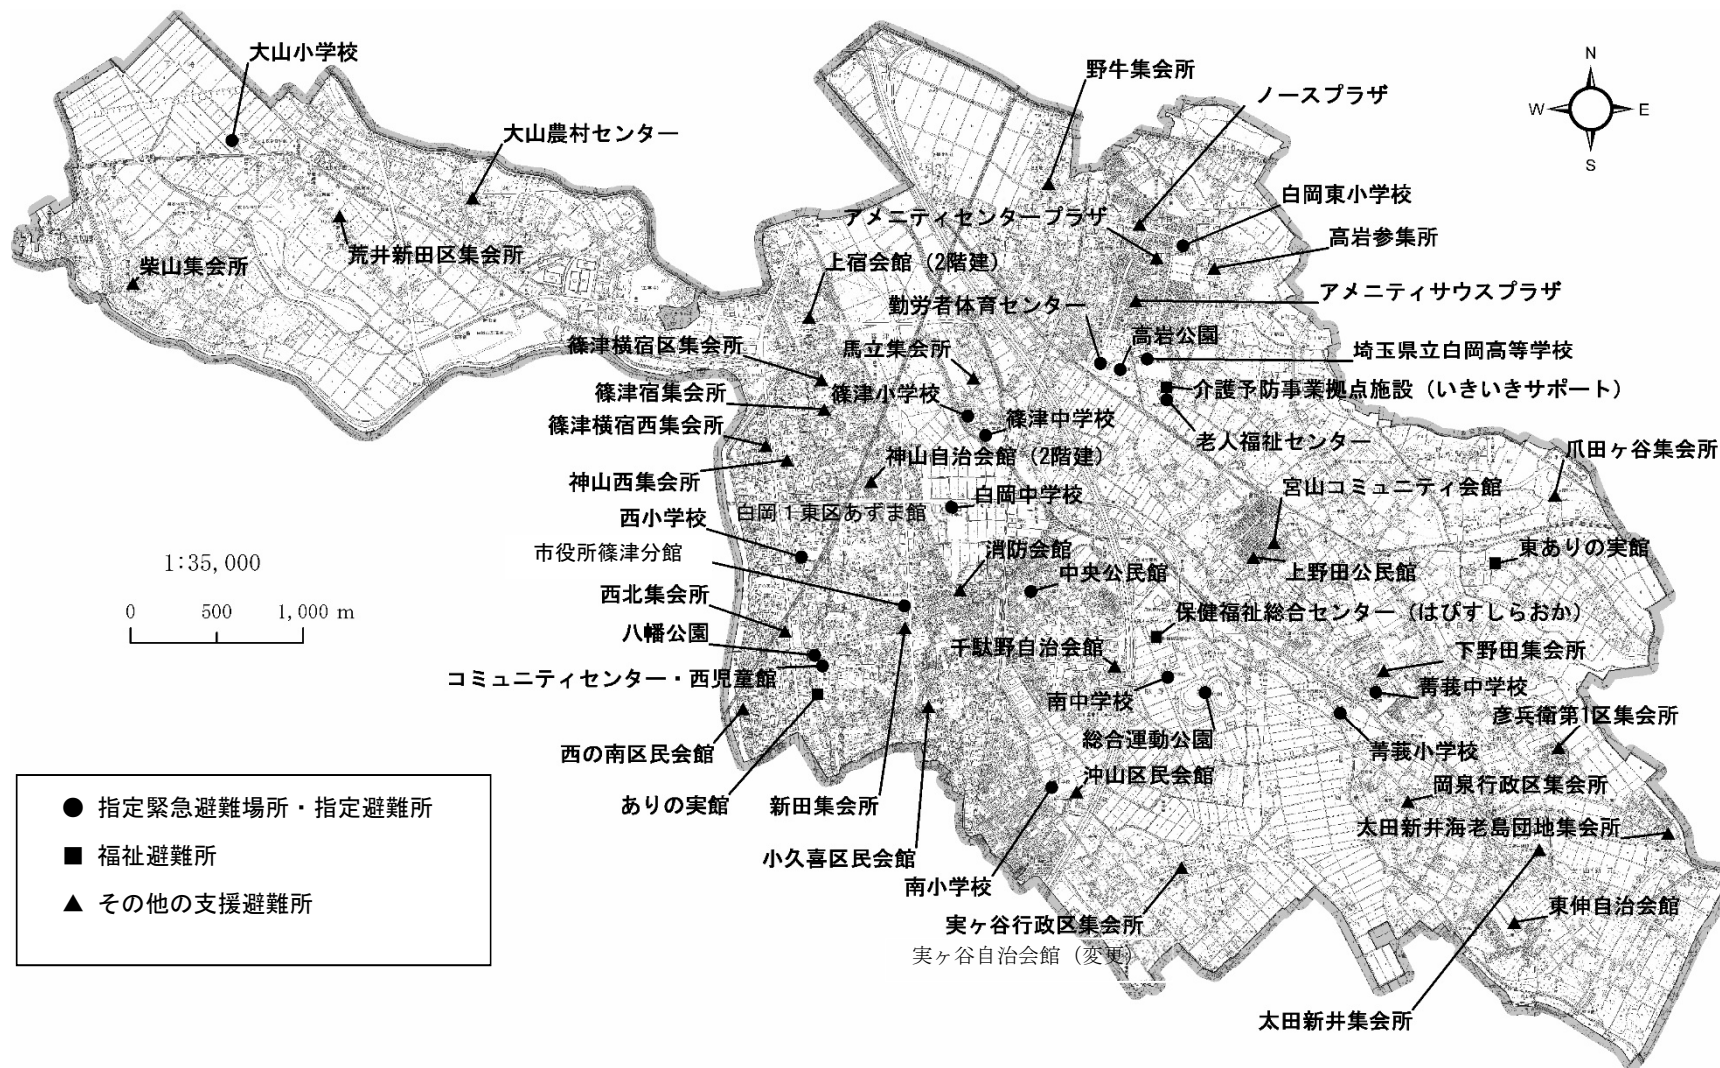 大山小学校
野牛集会所
N
ノースプラザ
W
E
大山農村センター
S
白岡東小学校
アメニティセンタープラザ
高岩参集所
荒井新田区集会所
柴山集会所
上宿会館（2階建）
アメニティサウスプラザ
勤労者体育センター
高岩公園
篠津横宿区集会所
馬立集会所
埼玉県立白岡高等学校
篠津宿集会所
篠津小学校
介護予防事業拠点施設（いきいきサポート）
篠津横宿西集会所
篠津中学校
老人福祉センター
爪田ヶ谷集会所
神山自治会館（2階建）
神山西集会所
宮山コミュニティ会館
白岡中学校
西小学校
白岡１東区あずま館
市役所篠津分館
消防会館
東ありの実館
1:35,000
中央公民館
上野田公民館
西北集会所
0 500 1,000 m
保健福祉総合センター（はぴすしらおか）
八幡公園
千駄野自治会館
下野田集会所
コミュニティセンター・西児童館
菁莪中学校
南中学校
彦兵衛第1区集会所
総合運動公園
西の南区民会館
菁莪小学校
沖山区民会館
岡泉行政区集会所
ありの実館
新田集会所
太田新井海老島団地集会所
小久喜区民会館
南小学校
東伸自治会館
実ヶ谷行政区集会所
実ヶ谷自治会館（変更）
太田新井集会所
● 指定緊急避難場所・指定避難所
■ 福祉避難所
▲ その他の支援避難所